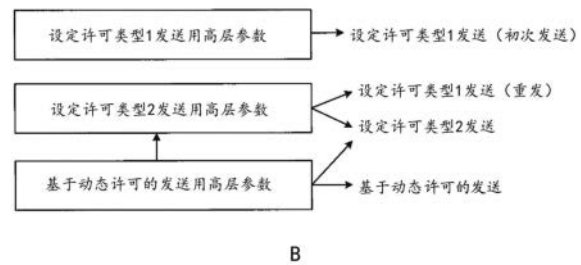 设定许可类型1发送用高层参数
设定许可类型1发送（初次发送）
设定许可类型2发送用高层参数
设定许可类型1发送（重发）
设定许可类型2发送
基于动态许可的发送用高层参数
基于动态许可的发送
B